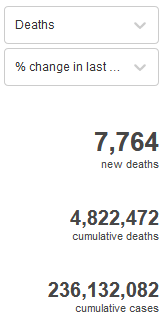 Deaths
% change in last ...
7,764
new deaths
4,822,472
cumulative deaths
236,132,082
cumulative cases